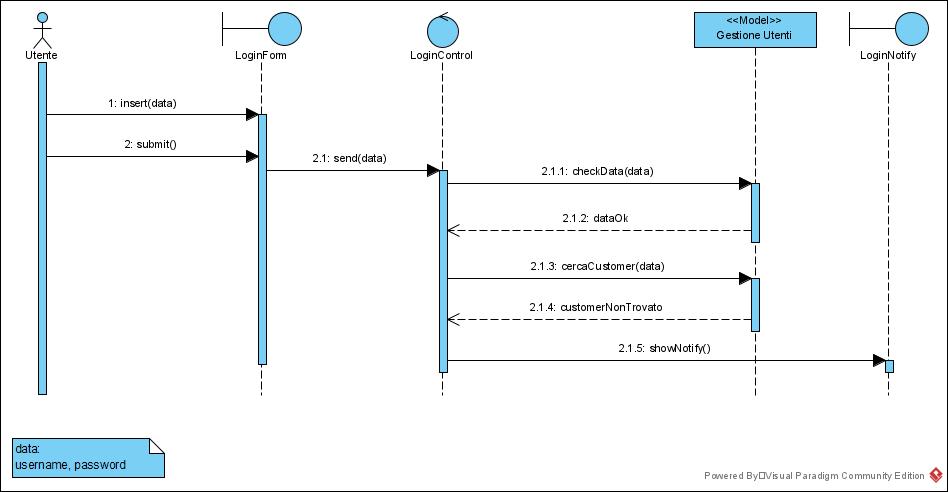 <<Model>>
Gestione Utenti
Utente
LoginForm
LoginControl
LoginNotify
1: insert(data)
2: submit()
2.1: send(data)
2.1.1: checkData(data)
2.1.2: dataOk
2.1.3: cercaCustomer(data)
2.1.4: customerNonTrovato
2.1.5: showNotify()
data:
username, password
Powered By Visual Paradigm Community Edition